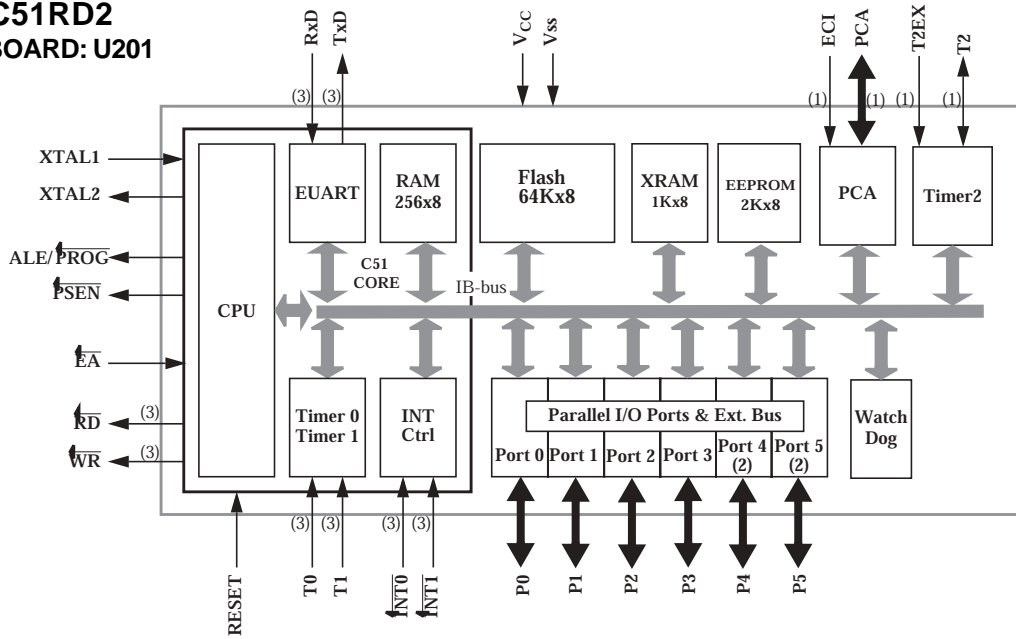 C51RD2
BOARD: U201
RxD
TxD
VCC
Vss
ECI
PCA
T2EX
T2
(3)
(3)
(1)
(1)
(1)
(1)
XTAL1
XTAL2
ALE/PROG
PSEN
EA
RD
(3)
WR
(3)
CPU
EUART
RAM
256x8
Flash
64Kx8
XRAM
1Kx8
EEPROM
2Kx8
PCA
Timer2
C51
CORE
IB-bus
Timer 0
Timer 1
INT
Ctrl
Parallel I/O Ports & Ext. Bus
Port 0
Port 1
Port 2
Port 3
Port 4
(2)
Port 5
(2)
Watch
Dog
(3)
(3)
(3)
(3)
RESET
T0
T1
INT0
INT1
P0
P1
P2
P3
P4
P5